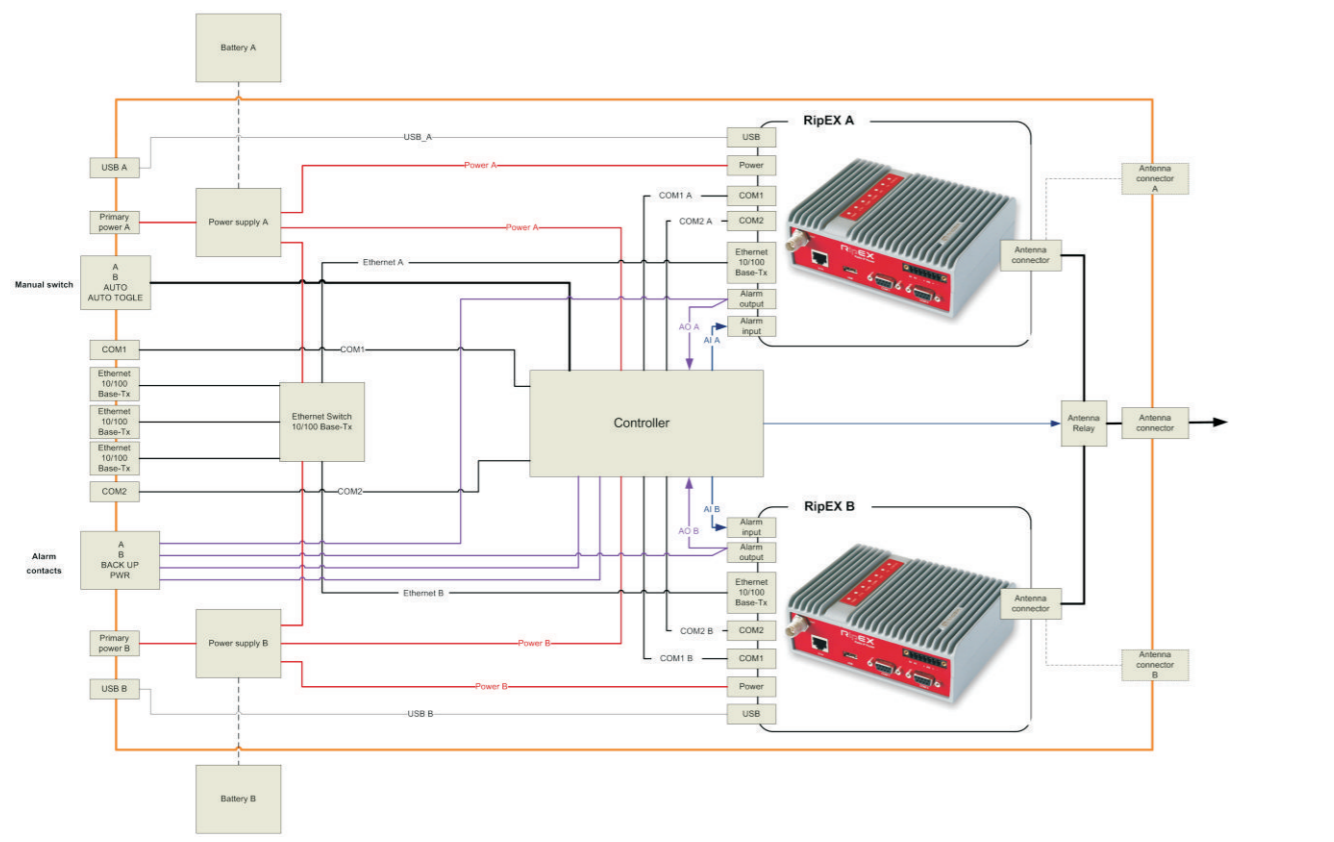 Battery A
RipEX A
USB_A
USB
USB A
Power A
Power
Antenna
connector
A
COM1 A
COM1
Primary
power A
Power supply A
COM2 A
COM2
Power A
Antenna
connector
Ethernet A
Ethernet
10/100
Base-Tx
Manual switch
A
B
AUTO
AUTO TOGLE
Alarm
output
RipEX
AO A
Alarm
input
AI A
COM1
COM1
Ethernet
10/100
Base-Tx
Ethernet
10/100
Base-Tx
Ethernet Switch
10/100 Base-Tx
Controller
Antenna
Relay
Antenna
connector
Ethernet
10/100
Base-Tx
COM2
COM2
RipEX B
AI B
Alarm
input
AO B
Alarm
output
Alarm
contacts
A
B
BACK UP
PWR
Ethernet B
Ethernet
10/100
Base-Tx
Antenna
connector
COM2 B
COM2
RipEX
Primary
power B
Power supply B
Power B
COM1 B
COM1
Antenna
connector
B
USB B
Power B
Power
USB B
USB
Battery B